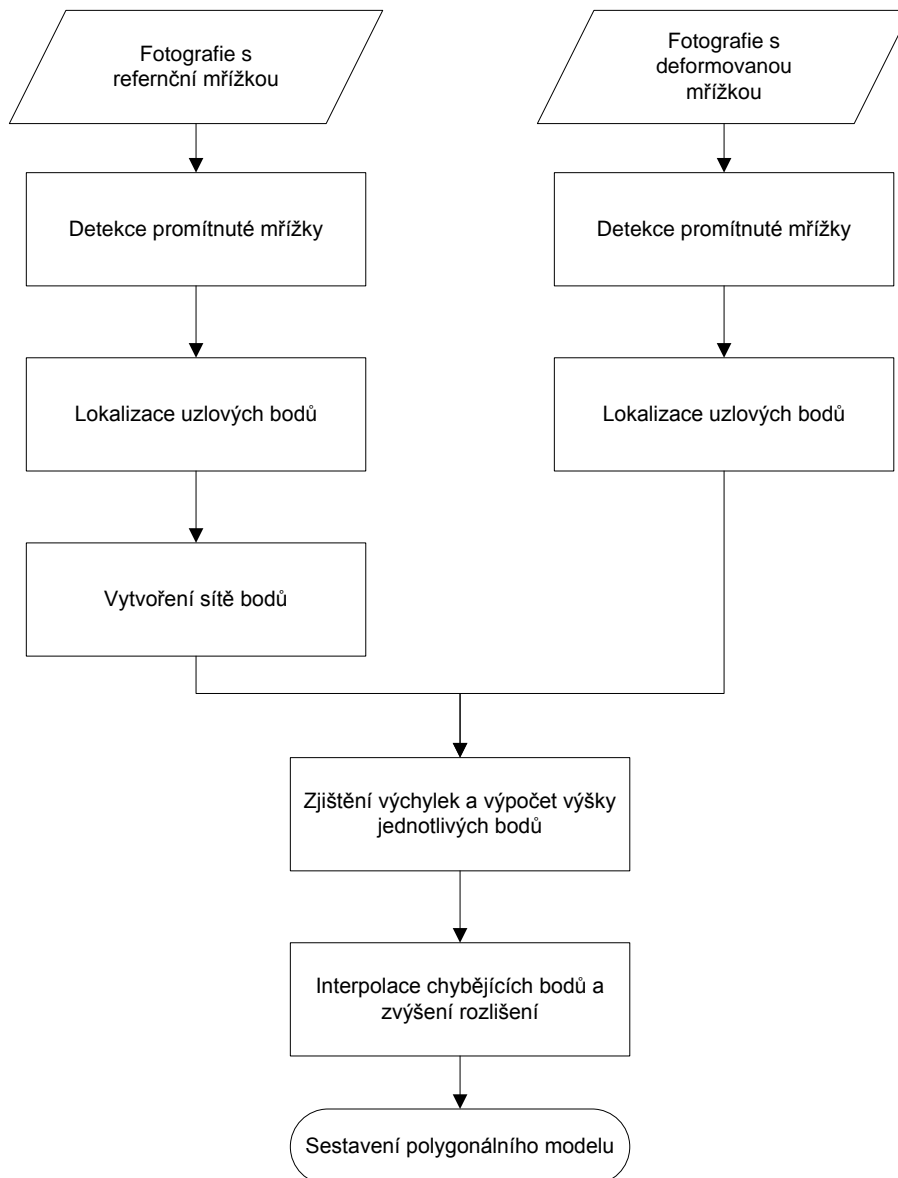 Fotografie s
refernční mřížkou
Fotografie s
deformovanou
mřížkou
Detekce promítnuté mřížky
Detekce promítnuté mřížky
Lokalizace uzlových bodů
Lokalizace uzlových bodů
Vytvoření sítě bodů
Zjištění výchylek a výpočet výšky
jednotlivých bodů
Interpolace chybějících bodů a
zvýšení rozlišení
Sestavení polygonálního modelu